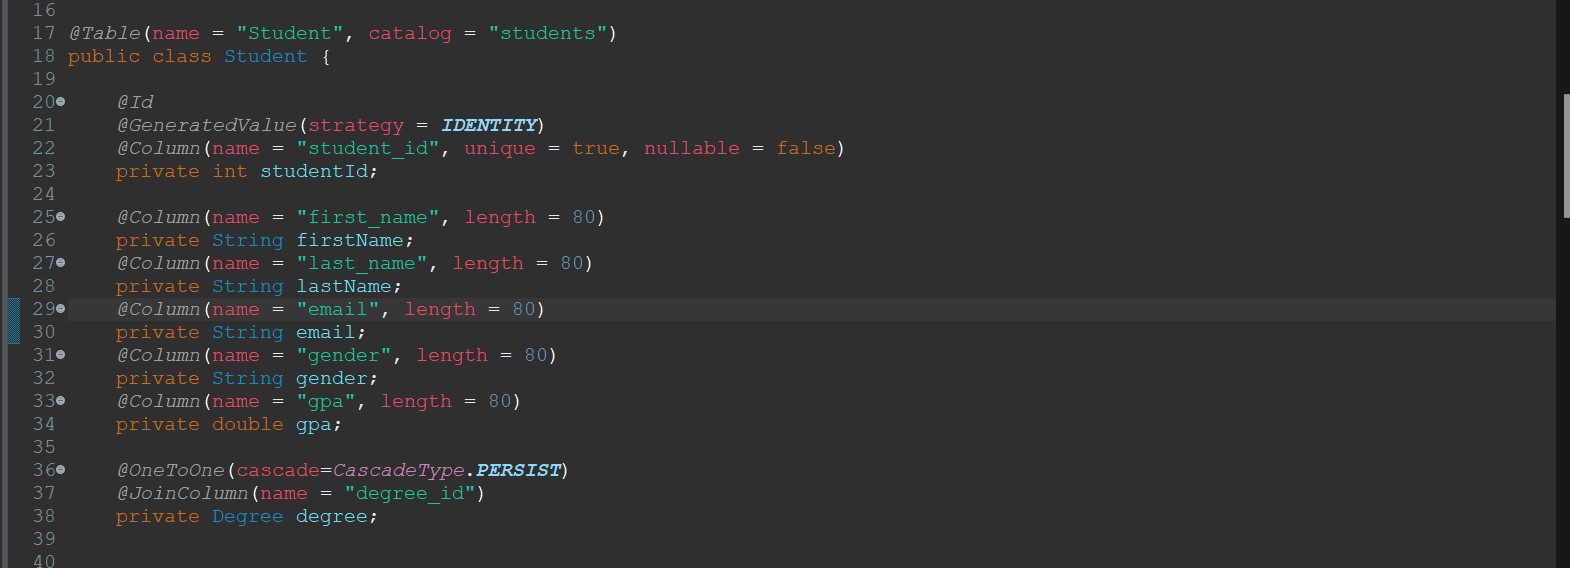 16
17 @Table(name = "Student", catalog = "students")
18 public class Student {
19
20 @Id
21 @GeneratedValue(strategy = IDENTITY)
22 @Column(name = "student_id", unique = true, nullable = false)
23 private int studentId;
24
25 @Column(name = "first_name", length = 80)
26 private String firstName;
27 @Column(name = "last_name", length = 80)
28 private String lastName;
29 @Column(name = "email", length = 80)
30 private String email;
31 @Column(name = "gender", length = 80)
32 private String gender;
33 @Column(name = "gpa", length = 80)
34 private double gpa;
35
36 @OneToOne(cascade=CascadeType.PERSIST)
37 @JoinColumn(name = "degree_id")
38 private Degree degree;
39
40